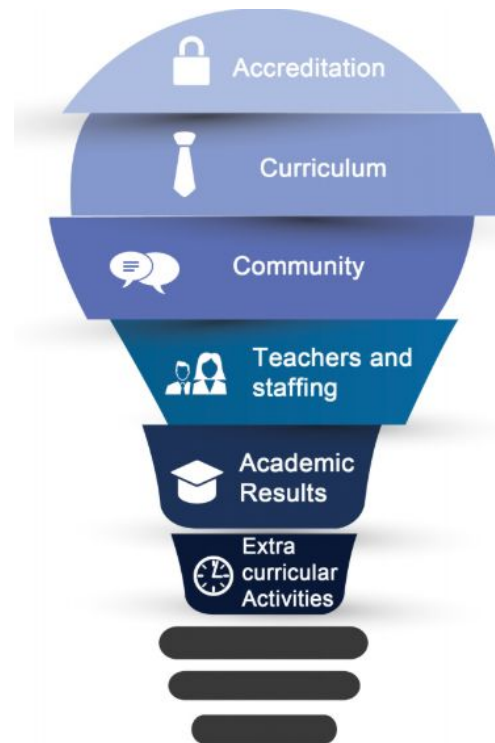 Accreditation
Curriculum
Community
Teachers and
staffing
Academic
Results
Extra
curricular
Activities